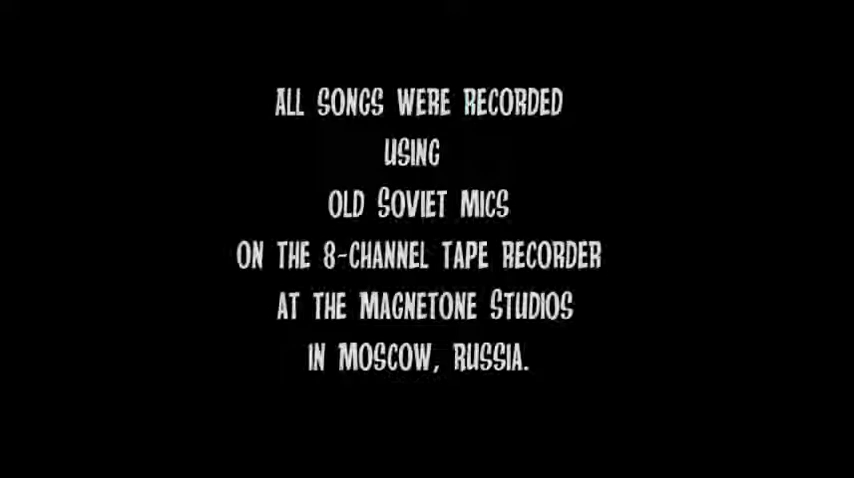 ALL SONGS WERE RECORDED
USING
OLD SOVIET MICS
ON THE 8-CHANNEL TAPE RECORDER
AT THE MAGNETONE STUDIOS
IN MOSCOW, RUSSIA.